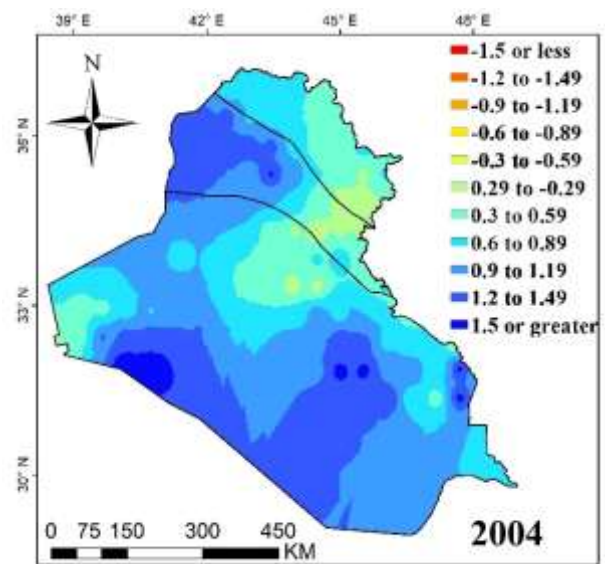 39° E 42° E 45° E 48° E
N
36° N
33° N
30° N
-1.5 or less
-1.2 to -1.49
-0.9 to -1.19
-0.6 to -0.89
-0.3 to -0.59
0.29 to -0.29
0.3 to 0.59
0.6 to 0.89
0.9 to 1.19
1.2 to 1.49
1.5 or greater
2004
0 75 150 300 450
KM